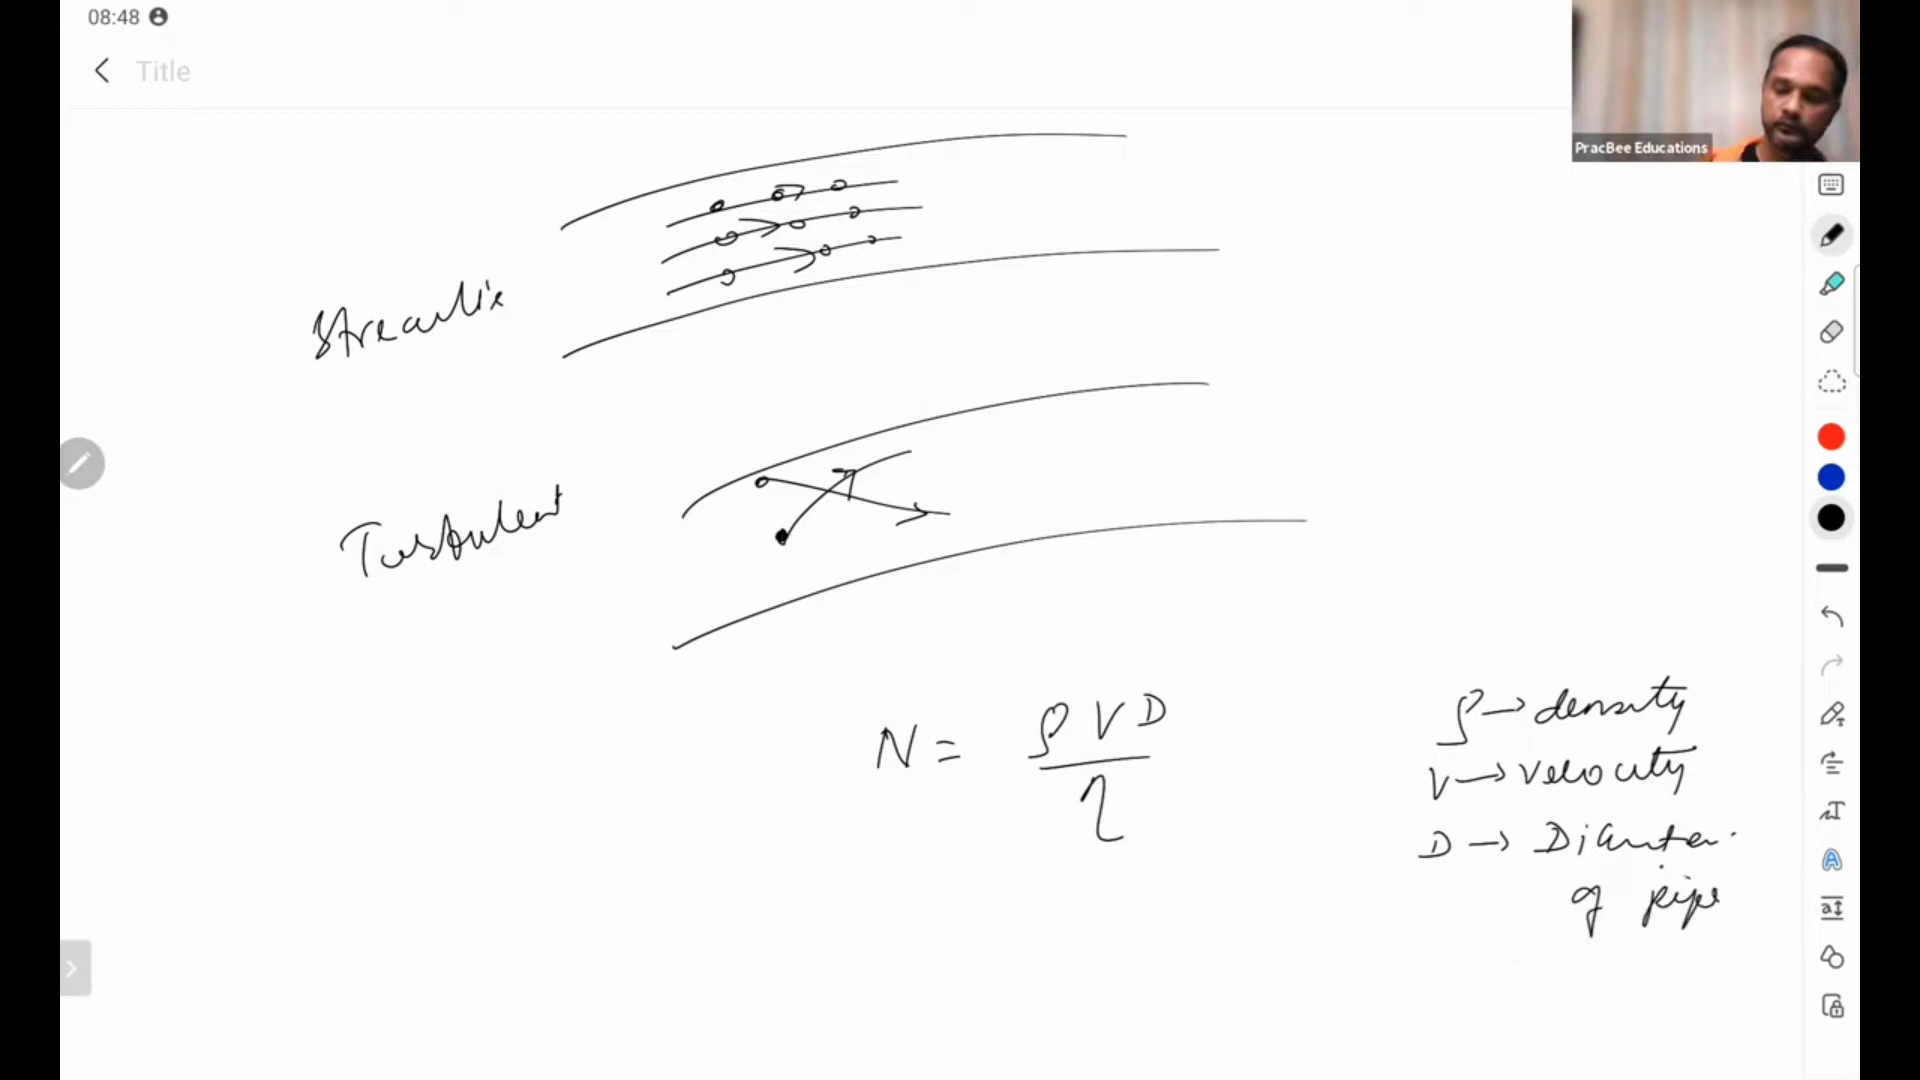 08:48
Title
PracBee Educations
Streamline
Turbulent
N = ρVD/η
ρ → density
V → velocity
D → Diameter
of pipe